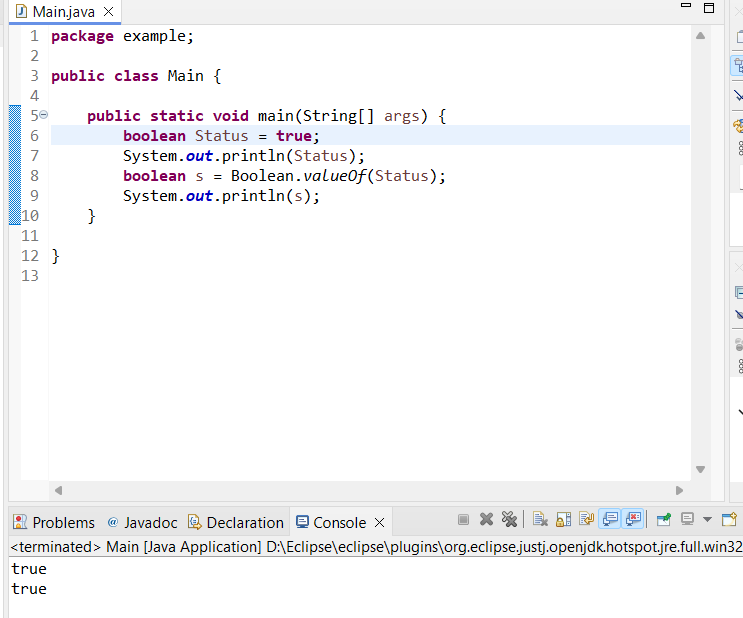 Main.java
1 package example;
2
3 public class Main {
4
5 public static void main(String[] args) {
6 boolean Status = true;
7 System.out.println(Status);
8 boolean s = Boolean.valueOf(Status);
9 System.out.println(s);
10 }
11
12 }
13
Problems @ Javadoc Declaration Console
<terminated> Main [Java Application] D:\Eclipse\eclipse\plugins\org.eclipse.justj.openjdk.hotspot.jre.full.win32
true
true